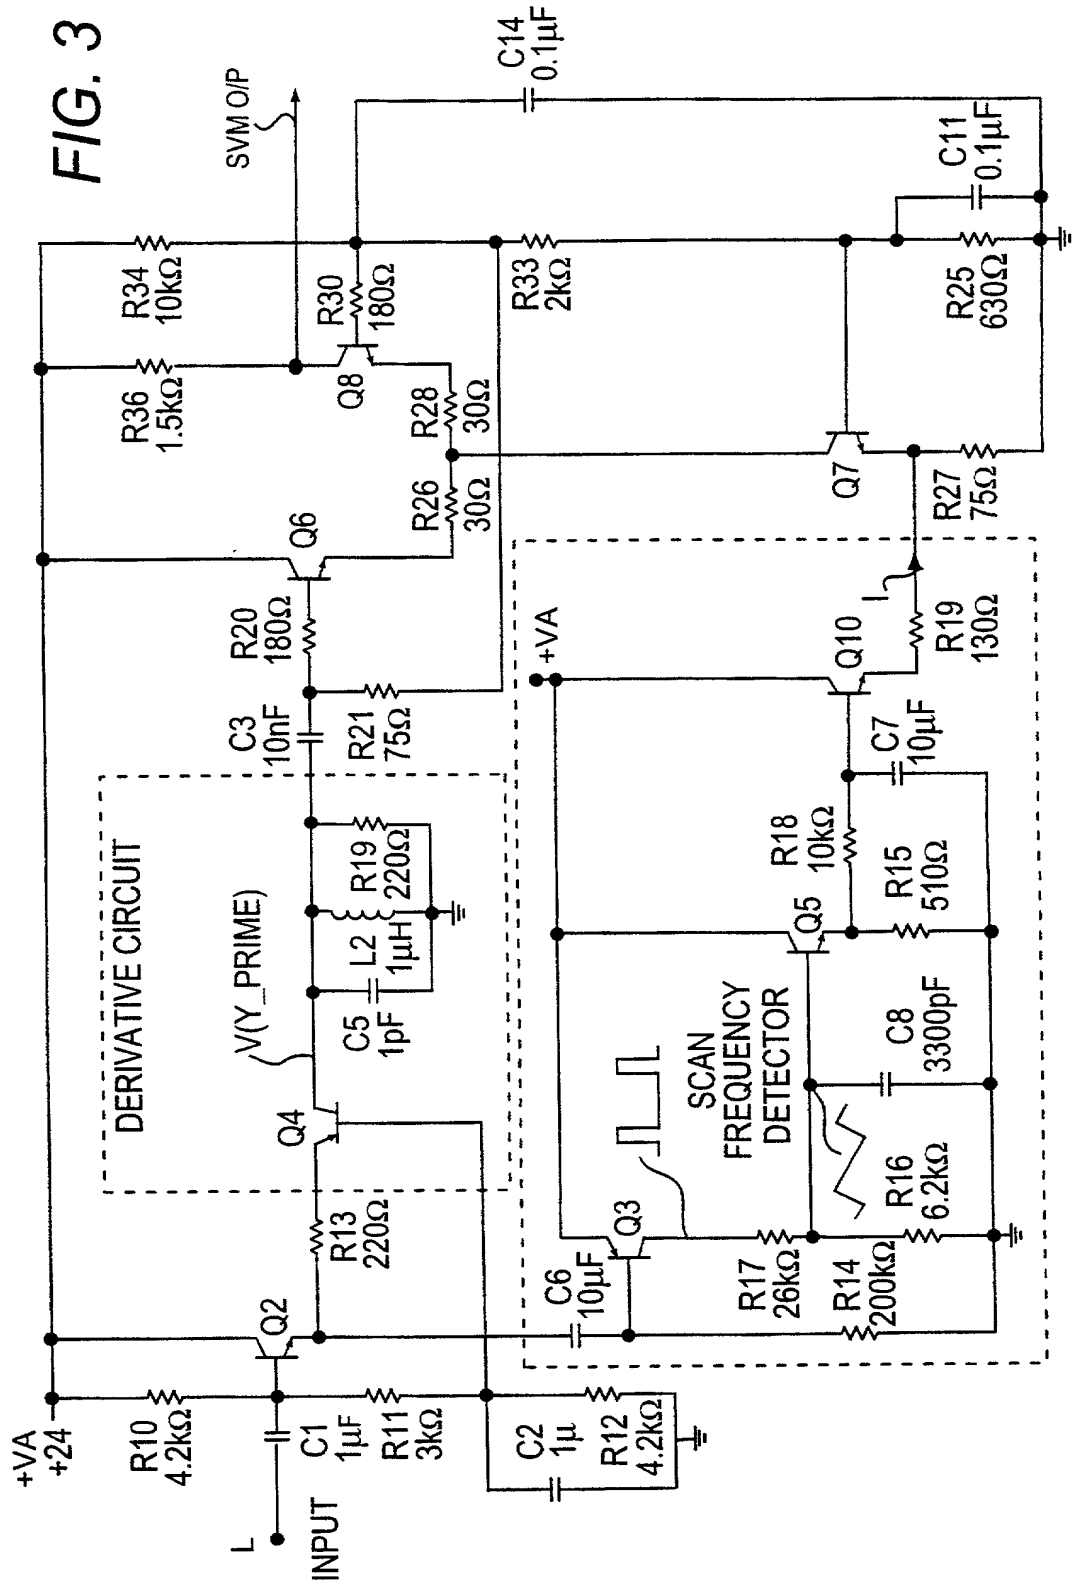 FIG. 3
+VA
+24
L
INPUT
R10
4.2kΩ
C1
1µF
R11
3kΩ
C2
1µ
R12
4.2kΩ
Q2
R13
220Ω
DERIVATIVE CIRCUIT
Q4
V(Y_PRIME)
C5
1pF
L2
1µH
R19
220Ω
C3
10nF
R21
75Ω
R20
180Ω
Q6
R26
30Ω
R28
30Ω
Q8
R36
1.5kΩ
R34
10kΩ
R30
180Ω
SVM O/P
R33
2kΩ
C14
0.1µF
C11
0.1µF
R25
630Ω
Q7
R27
75Ω
C6
10µF
Q3
R17
26kΩ
R14
200kΩ
R16
6.2kΩ
SCAN
FREQUENCY
DETECTOR
C8
3300pF
Q5
R15
510Ω
R18
10kΩ
C7
10µF
+VA
Q10
R19
130Ω
I